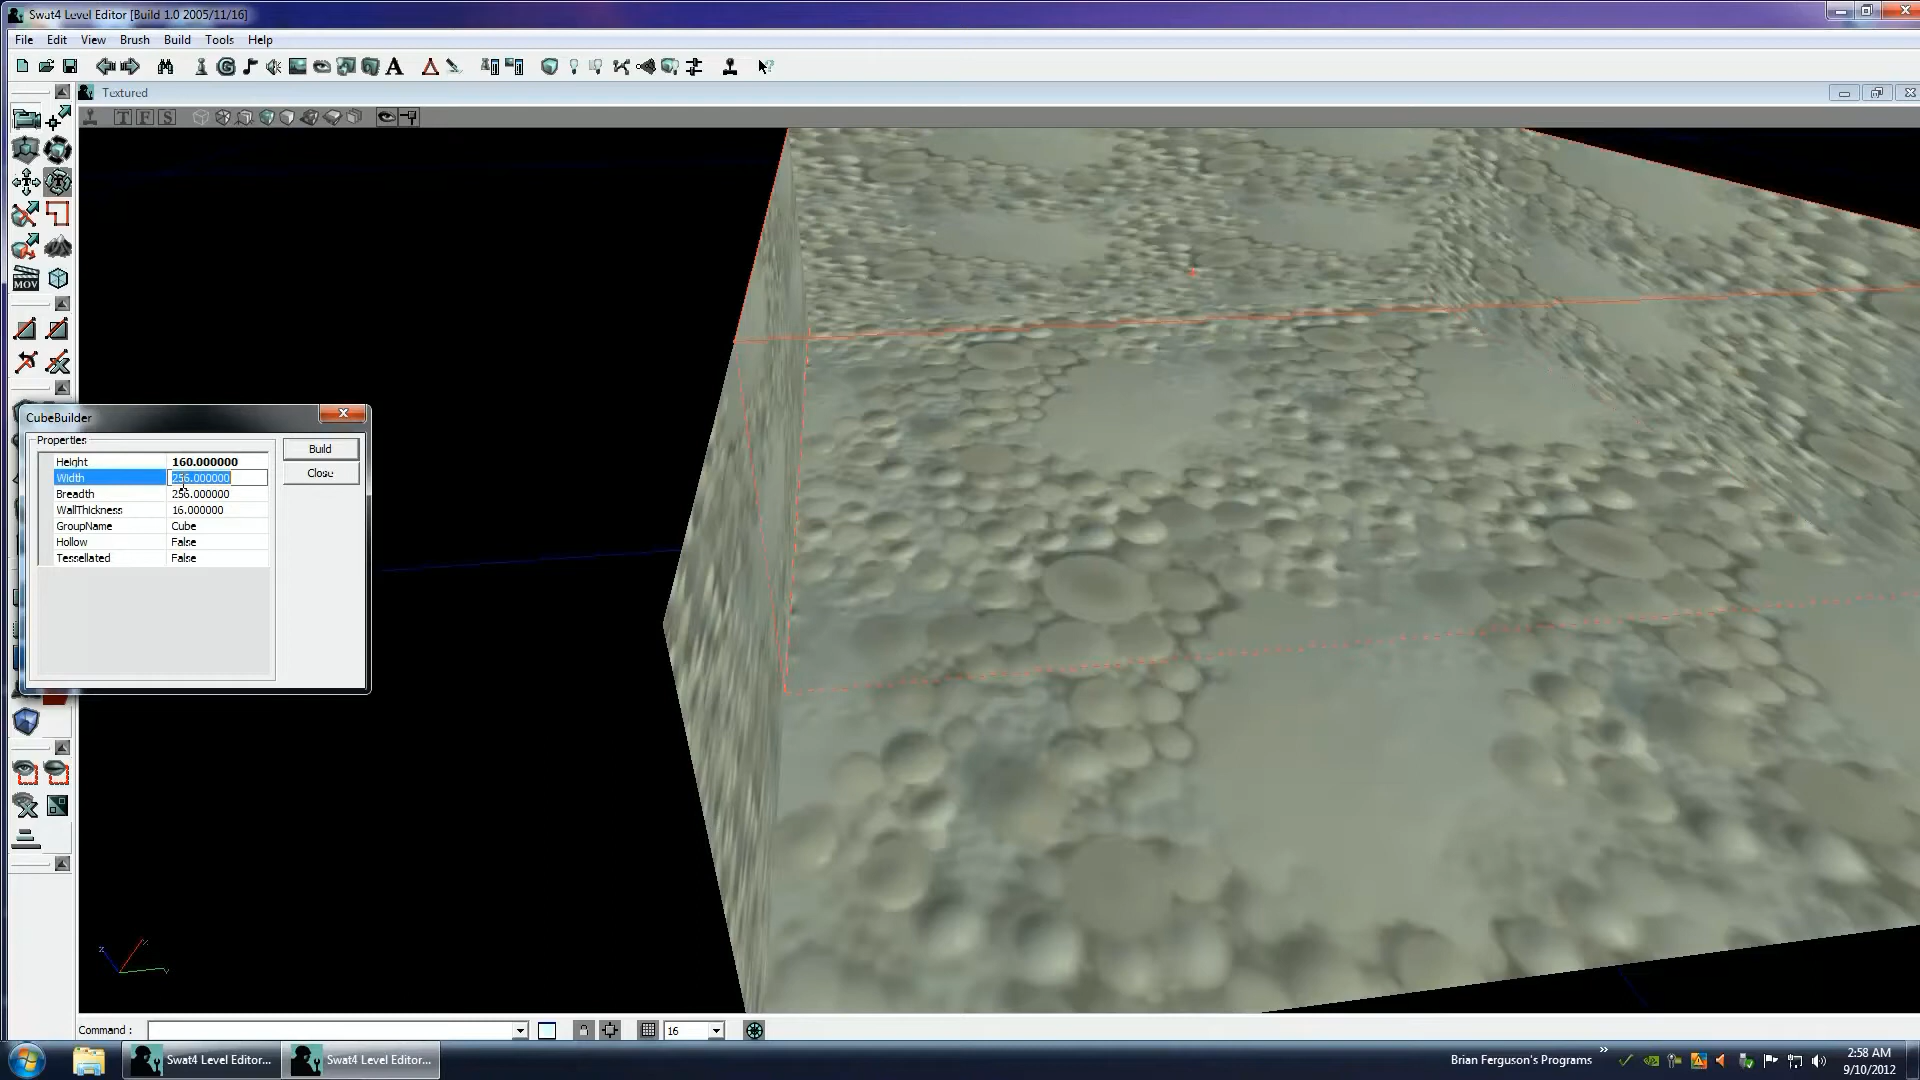 Swat4 Level Editor [Build 1.0 2005/11/16]
File Edit View Brush Build Tools Help
Textured
T F S
MOV
CubeBuilder
Properties
Height 160.000000
Width 256.000000
Breadth 256.000000
WallThickness 16.000000
GroupName Cube
Hollow False
Tessellated False
Build
Close
Command :
16
Swat4 Level Editor...
Swat4 Level Editor...
Brian Ferguson's Programs
2:58 AM
9/10/2012